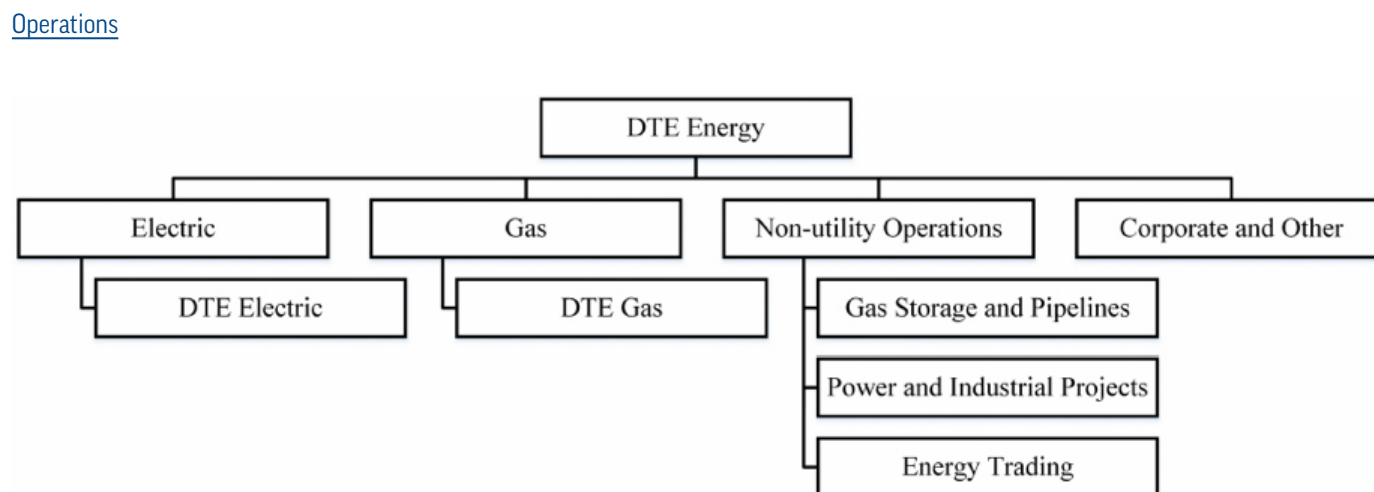 Operations
DTE Energy
Electric
Gas
Non-utility Operations
Corporate and Other
DTE Electric
DTE Gas
Gas Storage and Pipelines
Power and Industrial Projects
Energy Trading